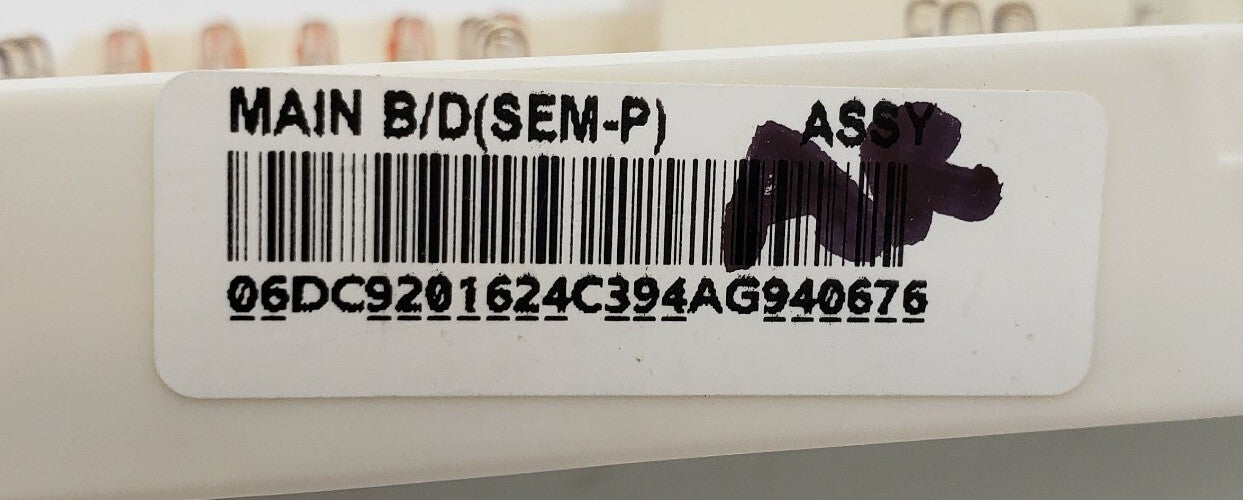 MAIN B/D(SEM-P) ASSY
06DC9201624C394AG940676